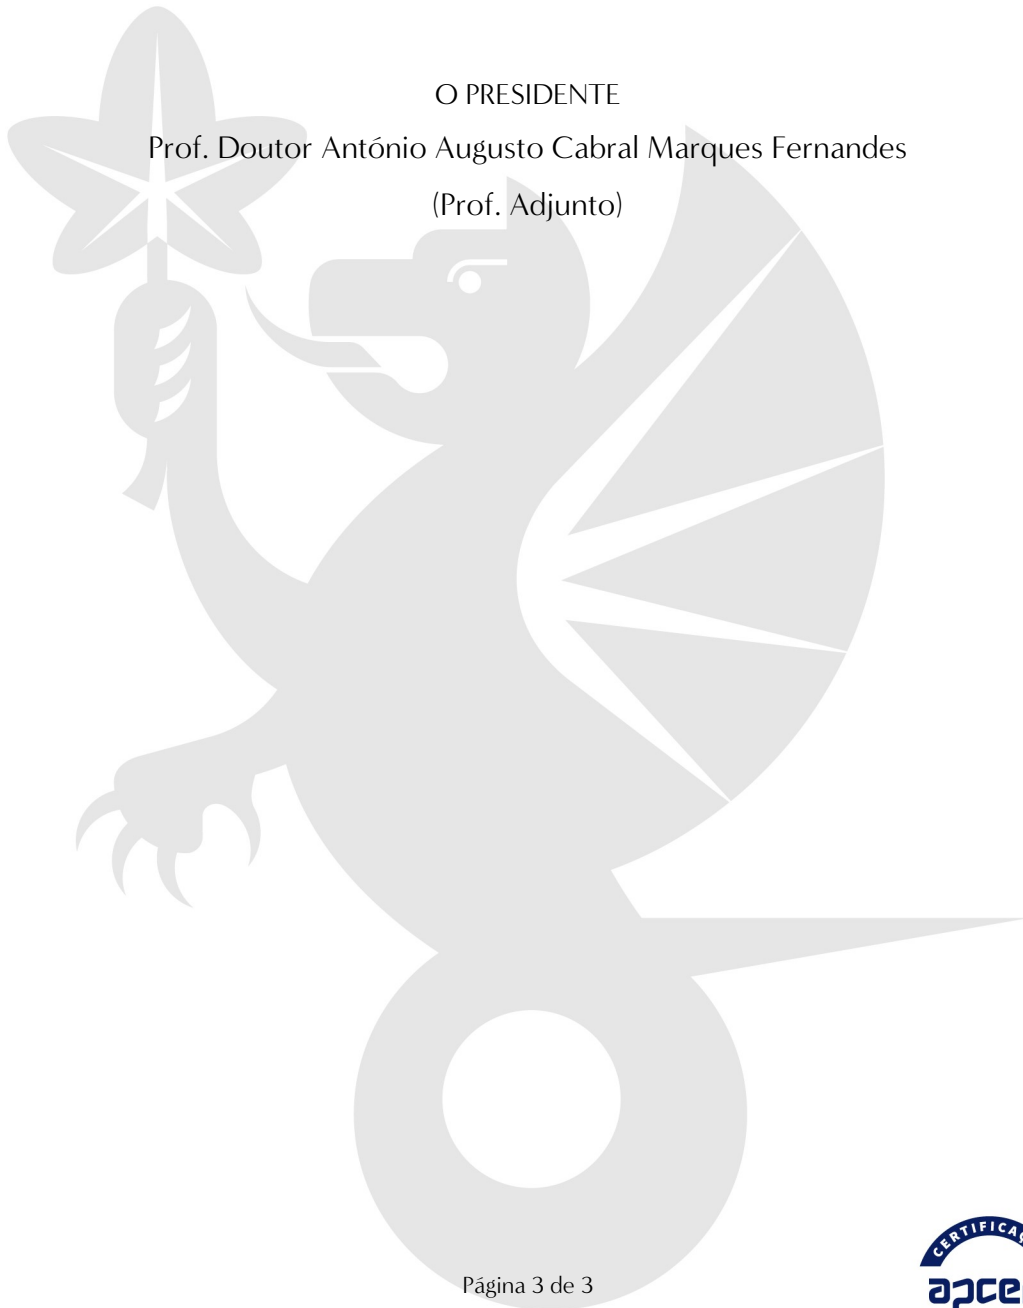 O PRESIDENTE
Prof. Doutor António Augusto Cabral Marques Fernandes
(Prof. Adjunto)
Página 3 de 3